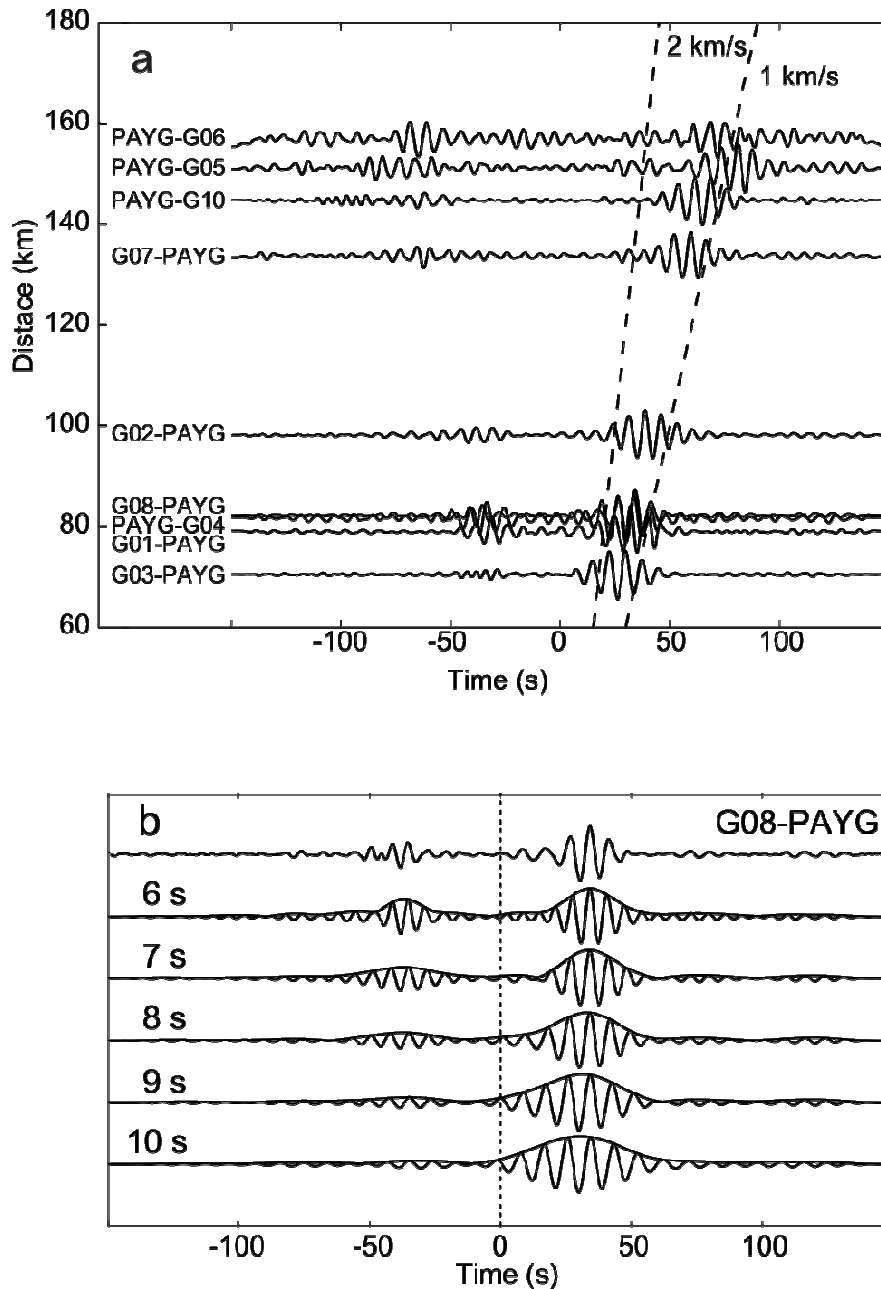 a
180
160
140
120
100
80
60
Distace (km)
2 km/s
1 km/s
PAYG-G06
PAYG-G05
PAYG-G10
G07-PAYG
G02-PAYG
G08-PAYG
PAYG-G04
G01-PAYG
G03-PAYG
-100 -50 0 50 100
Time (s)
b
G08-PAYG
6 s
7 s
8 s
9 s
10 s
-100 -50 0 50 100
Time (s)